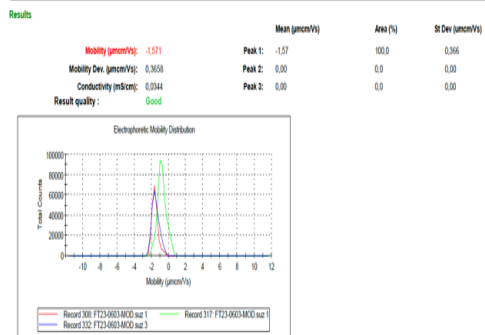 Results
Mean (µmcm/Vs) Area (%) St Dev (µmcm/Vs)
Mobility (µmcm/Vs): -1,571 Peak 1: -1,57 100,0 0,366
Mobility Dev. (µmcm/Vs): 0,3658 Peak 2: 0,00 0,0 0,00
Conductivity (mS/cm): 0,0344 Peak 3: 0,00 0,0 0,00
Result quality : Good
Electrophoretic Mobility Distribution
100000
80000
60000
40000
20000
0
Total Counts
-10 -8 -6 -4 -2 0 2 4 6 8 10 12
Mobility (µmcm/Vs)
Record 308: FT23-0603-MOD.suz 1 Record 317: FT23-0603-MOD.suz 1
Record 332: FT23-0603-MOD.suz 3